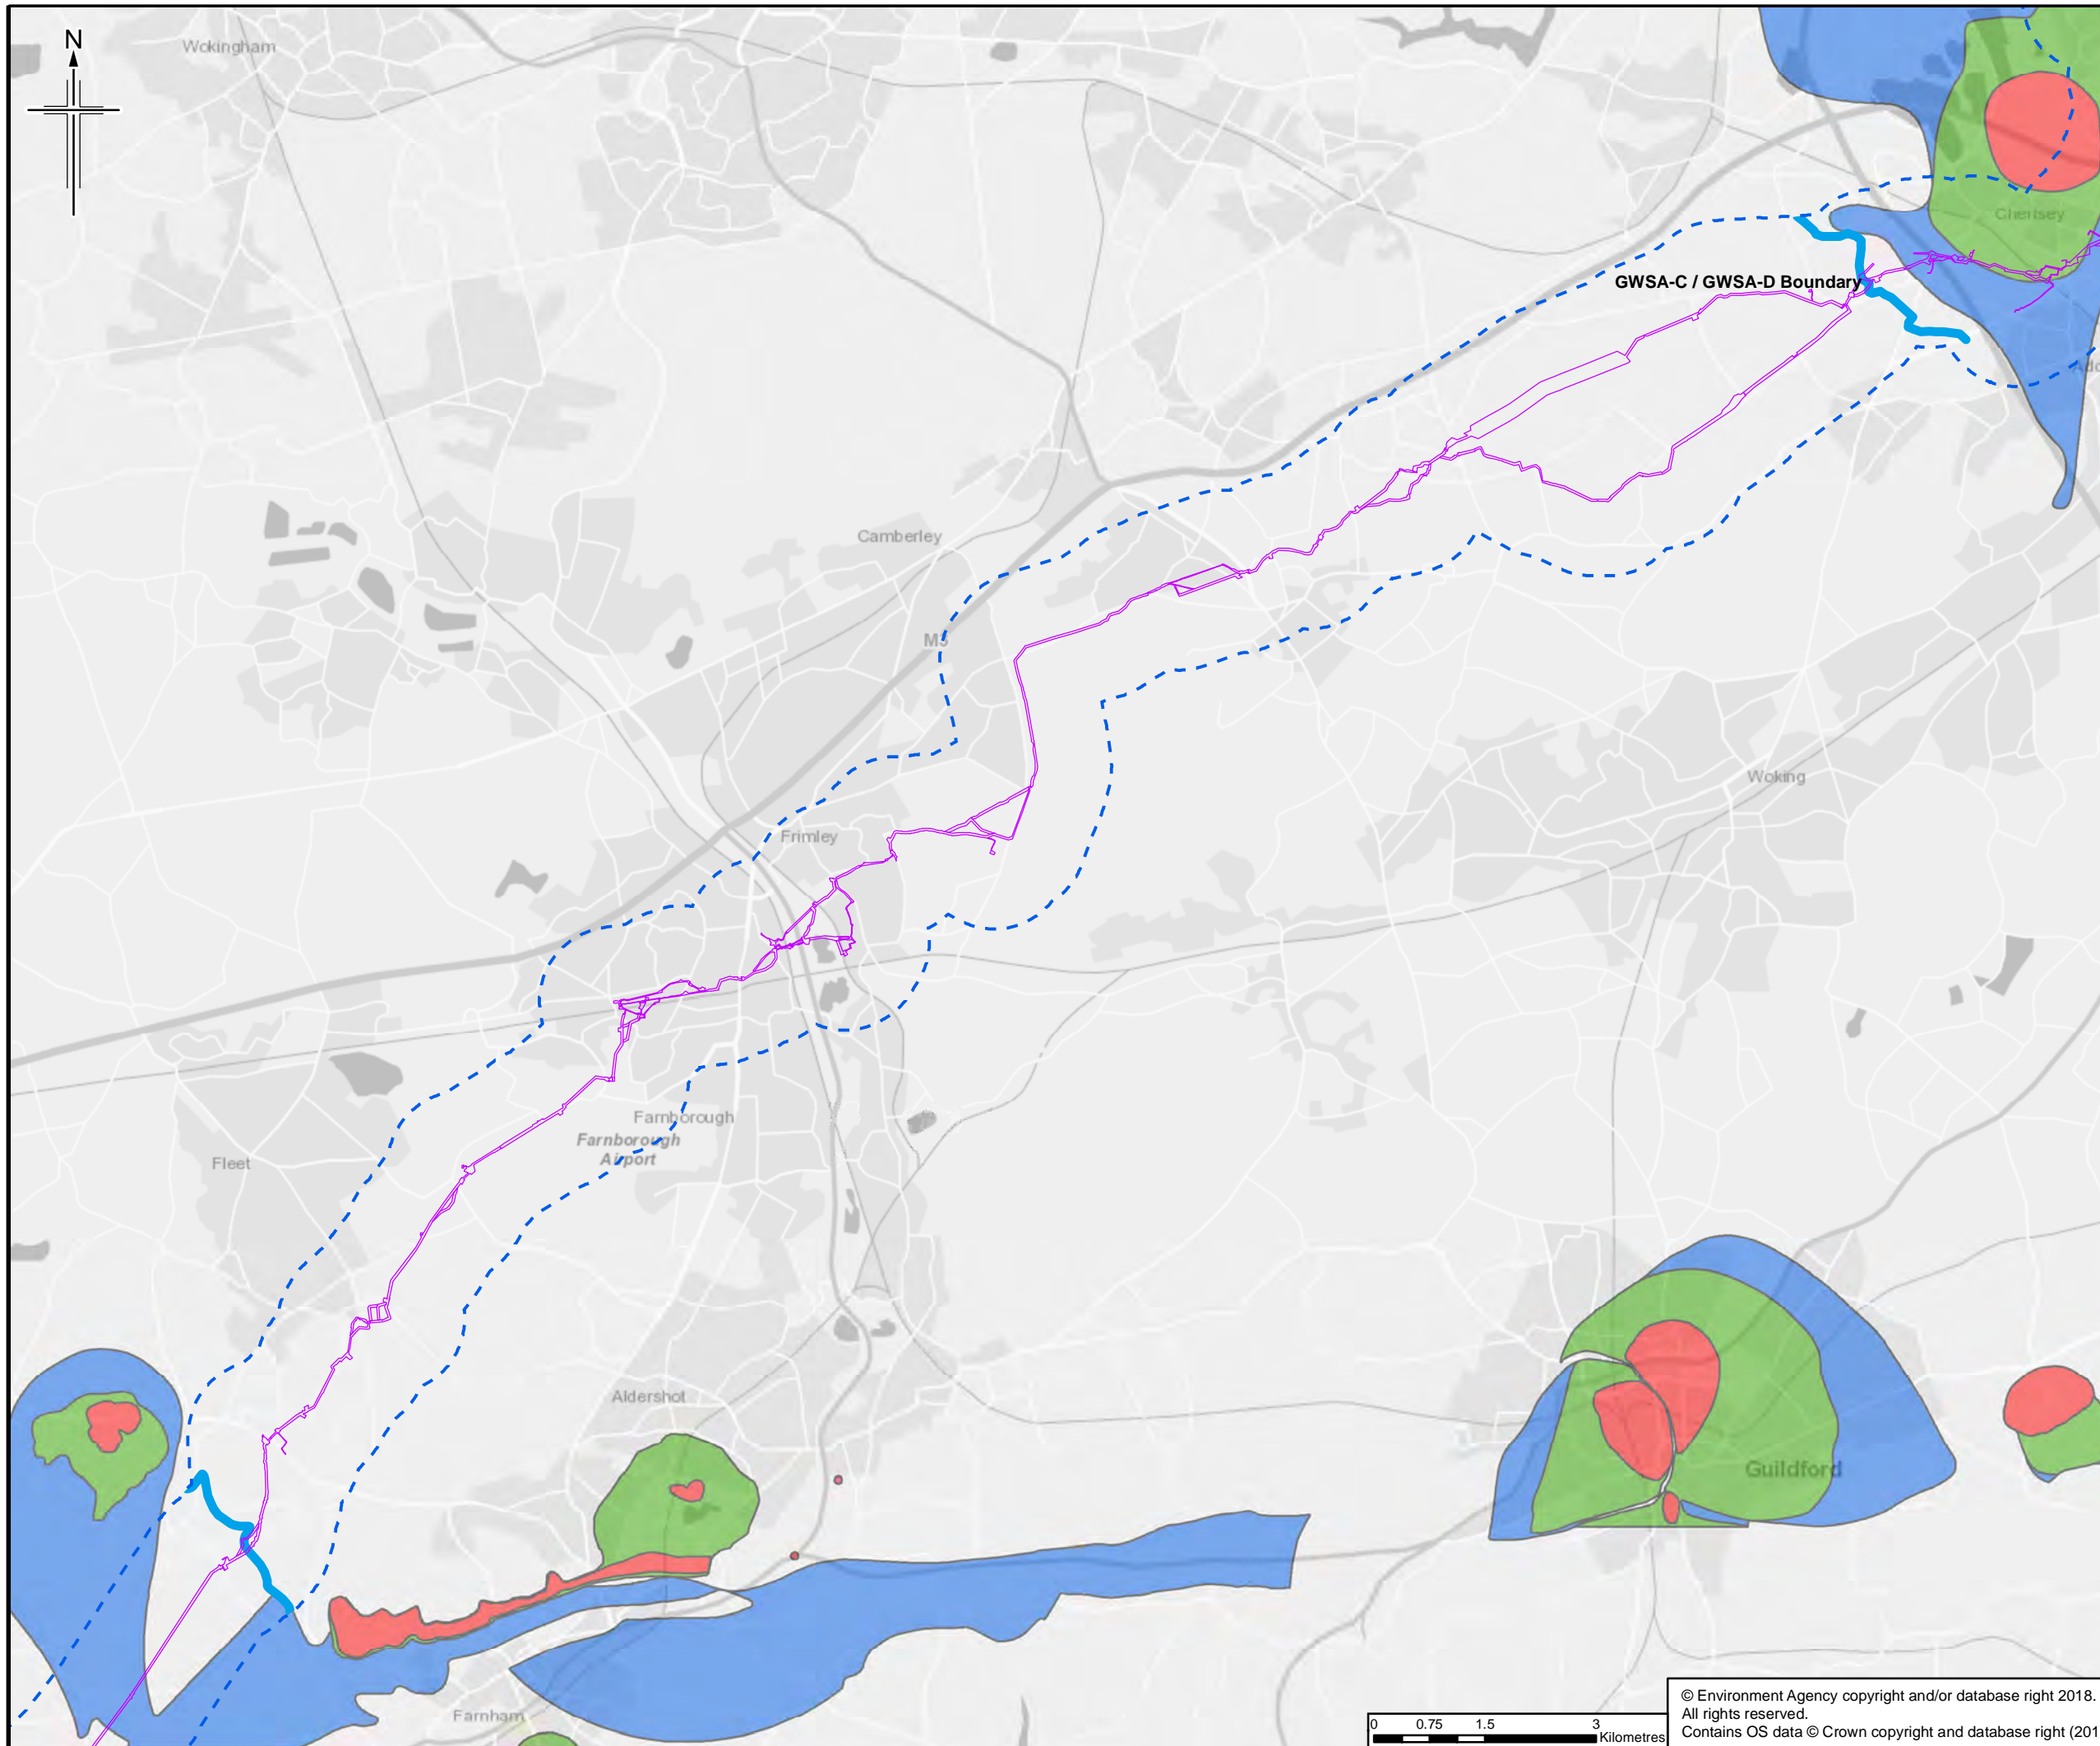 N
Wokingham
Chertsey
GWSA-C / GWSA-D Boundary
Camberley
M3
Woking
Frimley
Farnborough
Farnborough
Airport
Fleet
Aldershot
Guildford
Farnham
0 0.75 1.5 3
Kilometres
© Environment Agency copyright and/or database right 2018.
All rights reserved.
Contains OS data © Crown copyright and database right (201